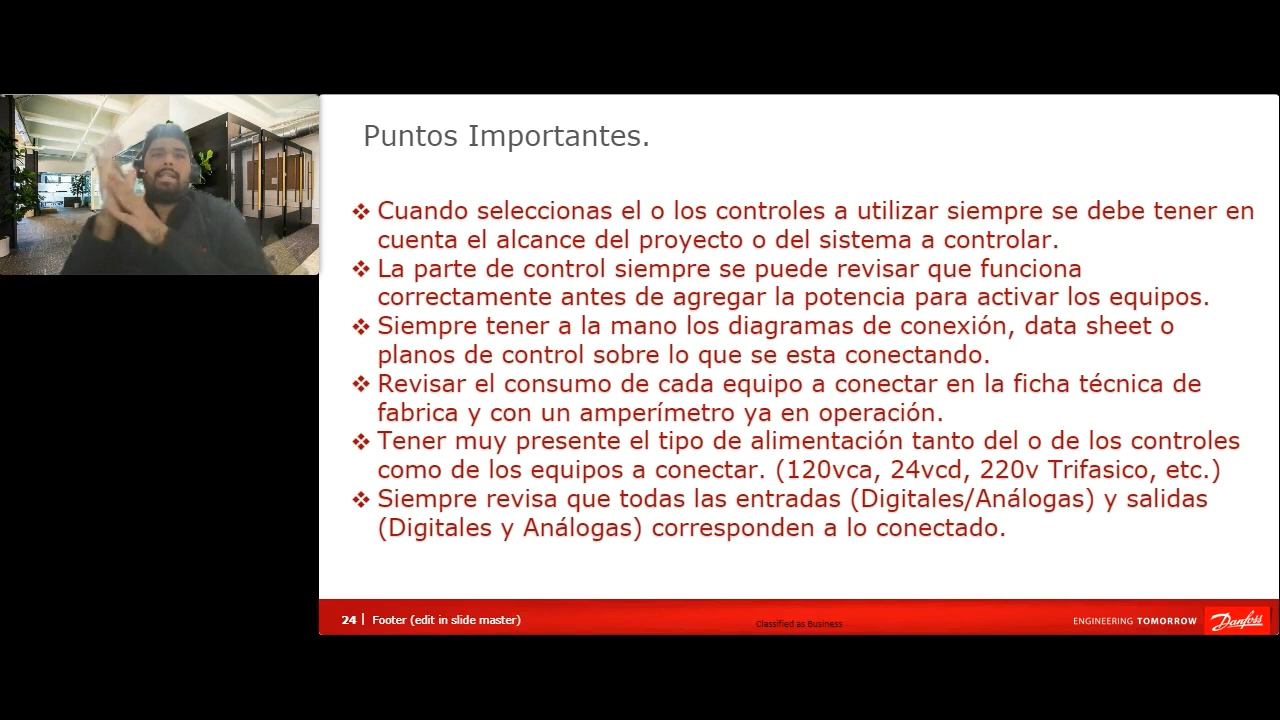 Puntos Importantes.
❖ Cuando seleccionas el o los controles a utilizar siempre se debe tener en
cuenta el alcance del proyecto o del sistema a controlar.
❖ La parte de control siempre se puede revisar que funciona
correctamente antes de agregar la potencia para activar los equipos.
❖ Siempre tener a la mano los diagramas de conexión, data sheet o
planos de control sobre lo que se esta conectando.
❖ Revisar el consumo de cada equipo a conectar en la ficha técnica de
fabrica y con un amperímetro ya en operación.
❖ Tener muy presente el tipo de alimentación tanto del o de los controles
como de los equipos a conectar. (120vca, 24vcd, 220v Trifasico, etc.)
❖ Siempre revisa que todas las entradas (Digitales/Análogas) y salidas
(Digitales y Análogas) corresponden a lo conectado.
24 | Footer (edit in slide master)
Classified as Business
ENGINEERING TOMORROW
Danfoss